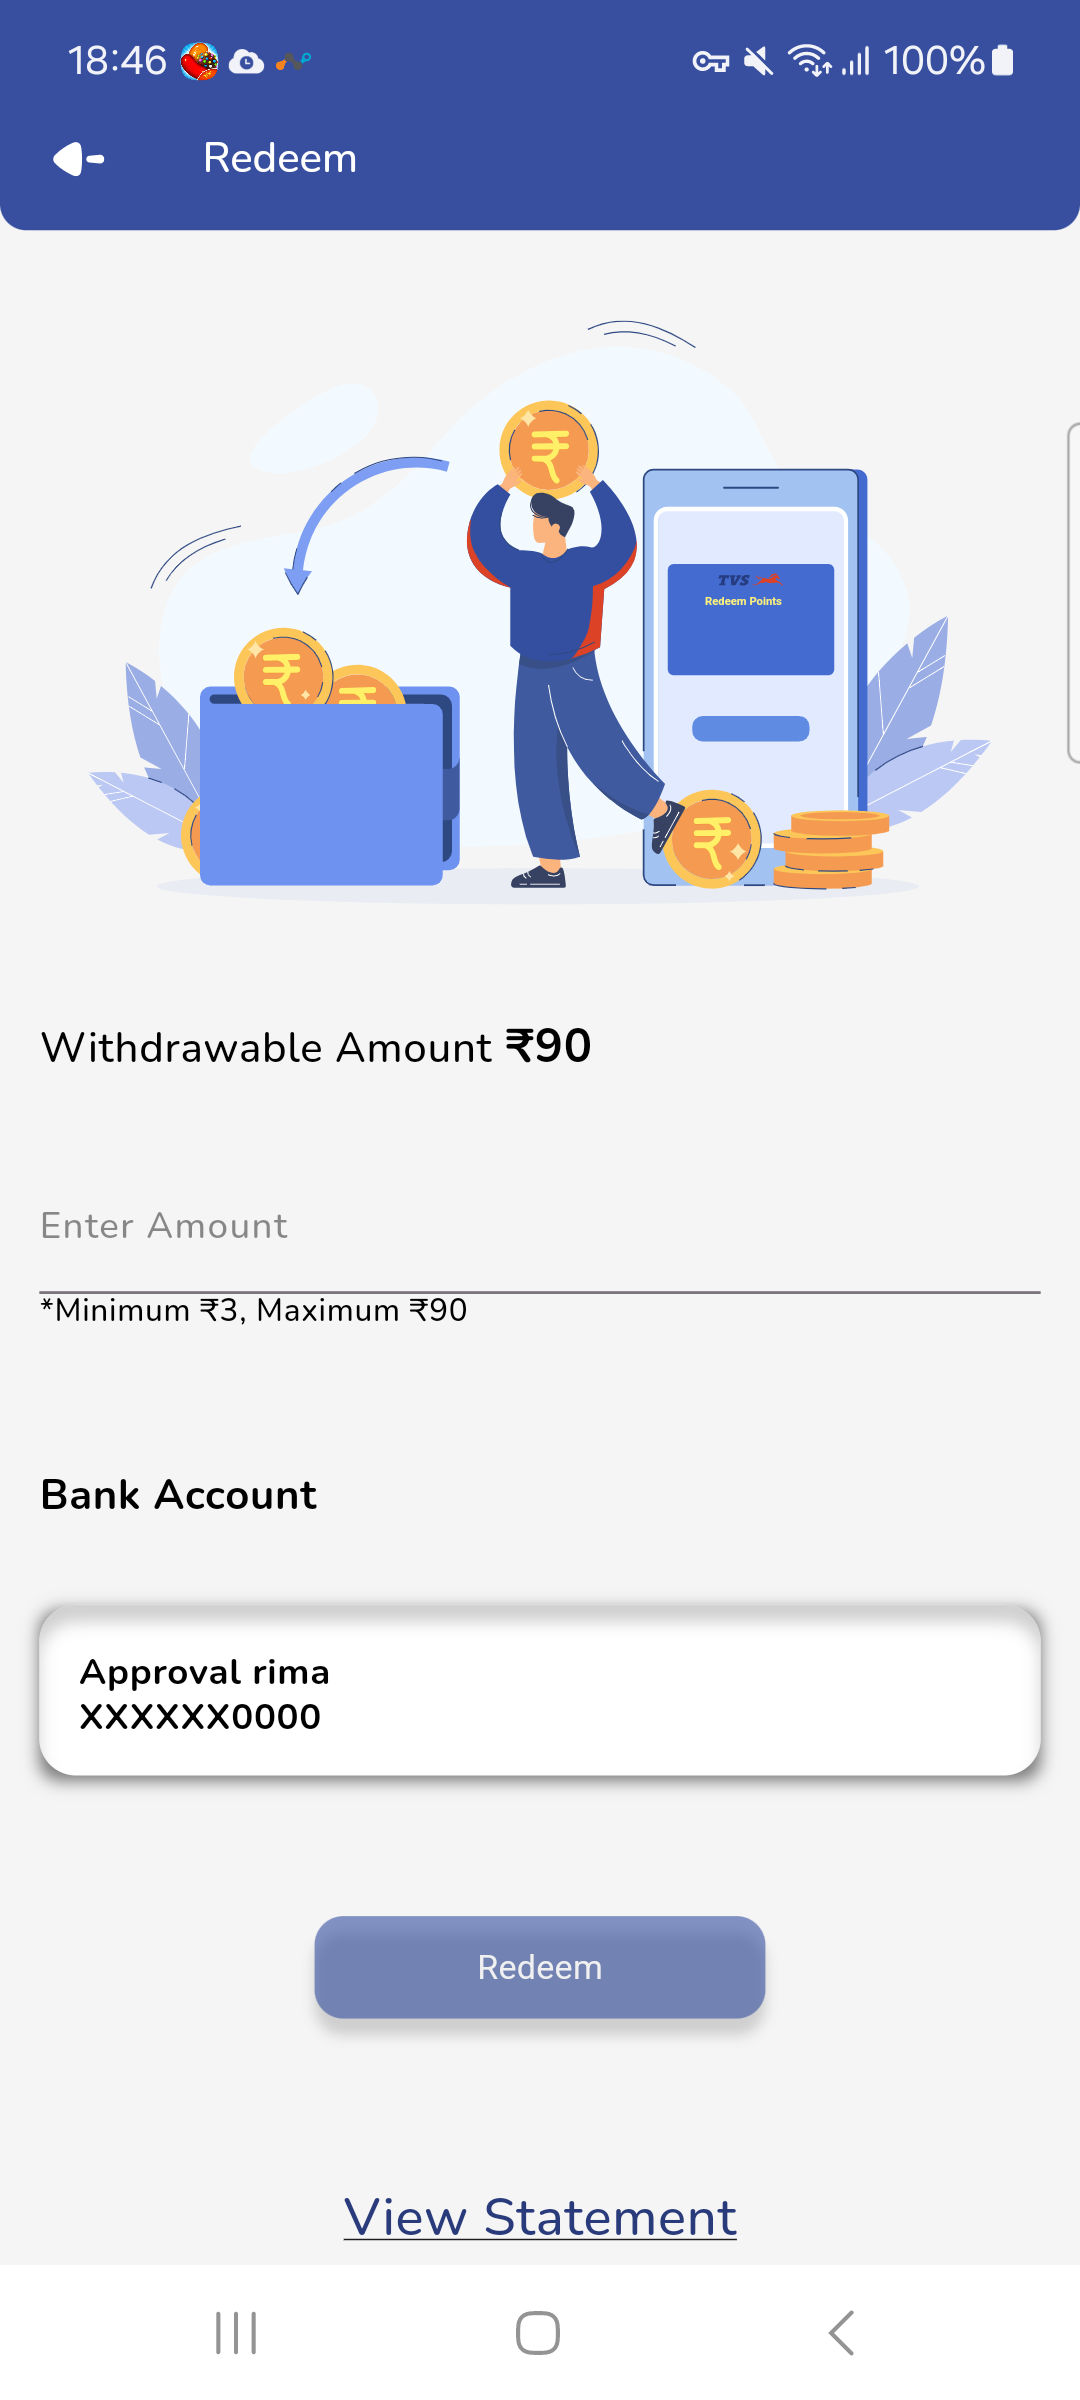 18:46
100%
Redeem
TVS
Redeem Points
Withdrawable Amount ₹90
Enter Amount
*Minimum ₹3, Maximum ₹90
Bank Account
Approval rima
XXXXXX0000
Redeem
View Statement